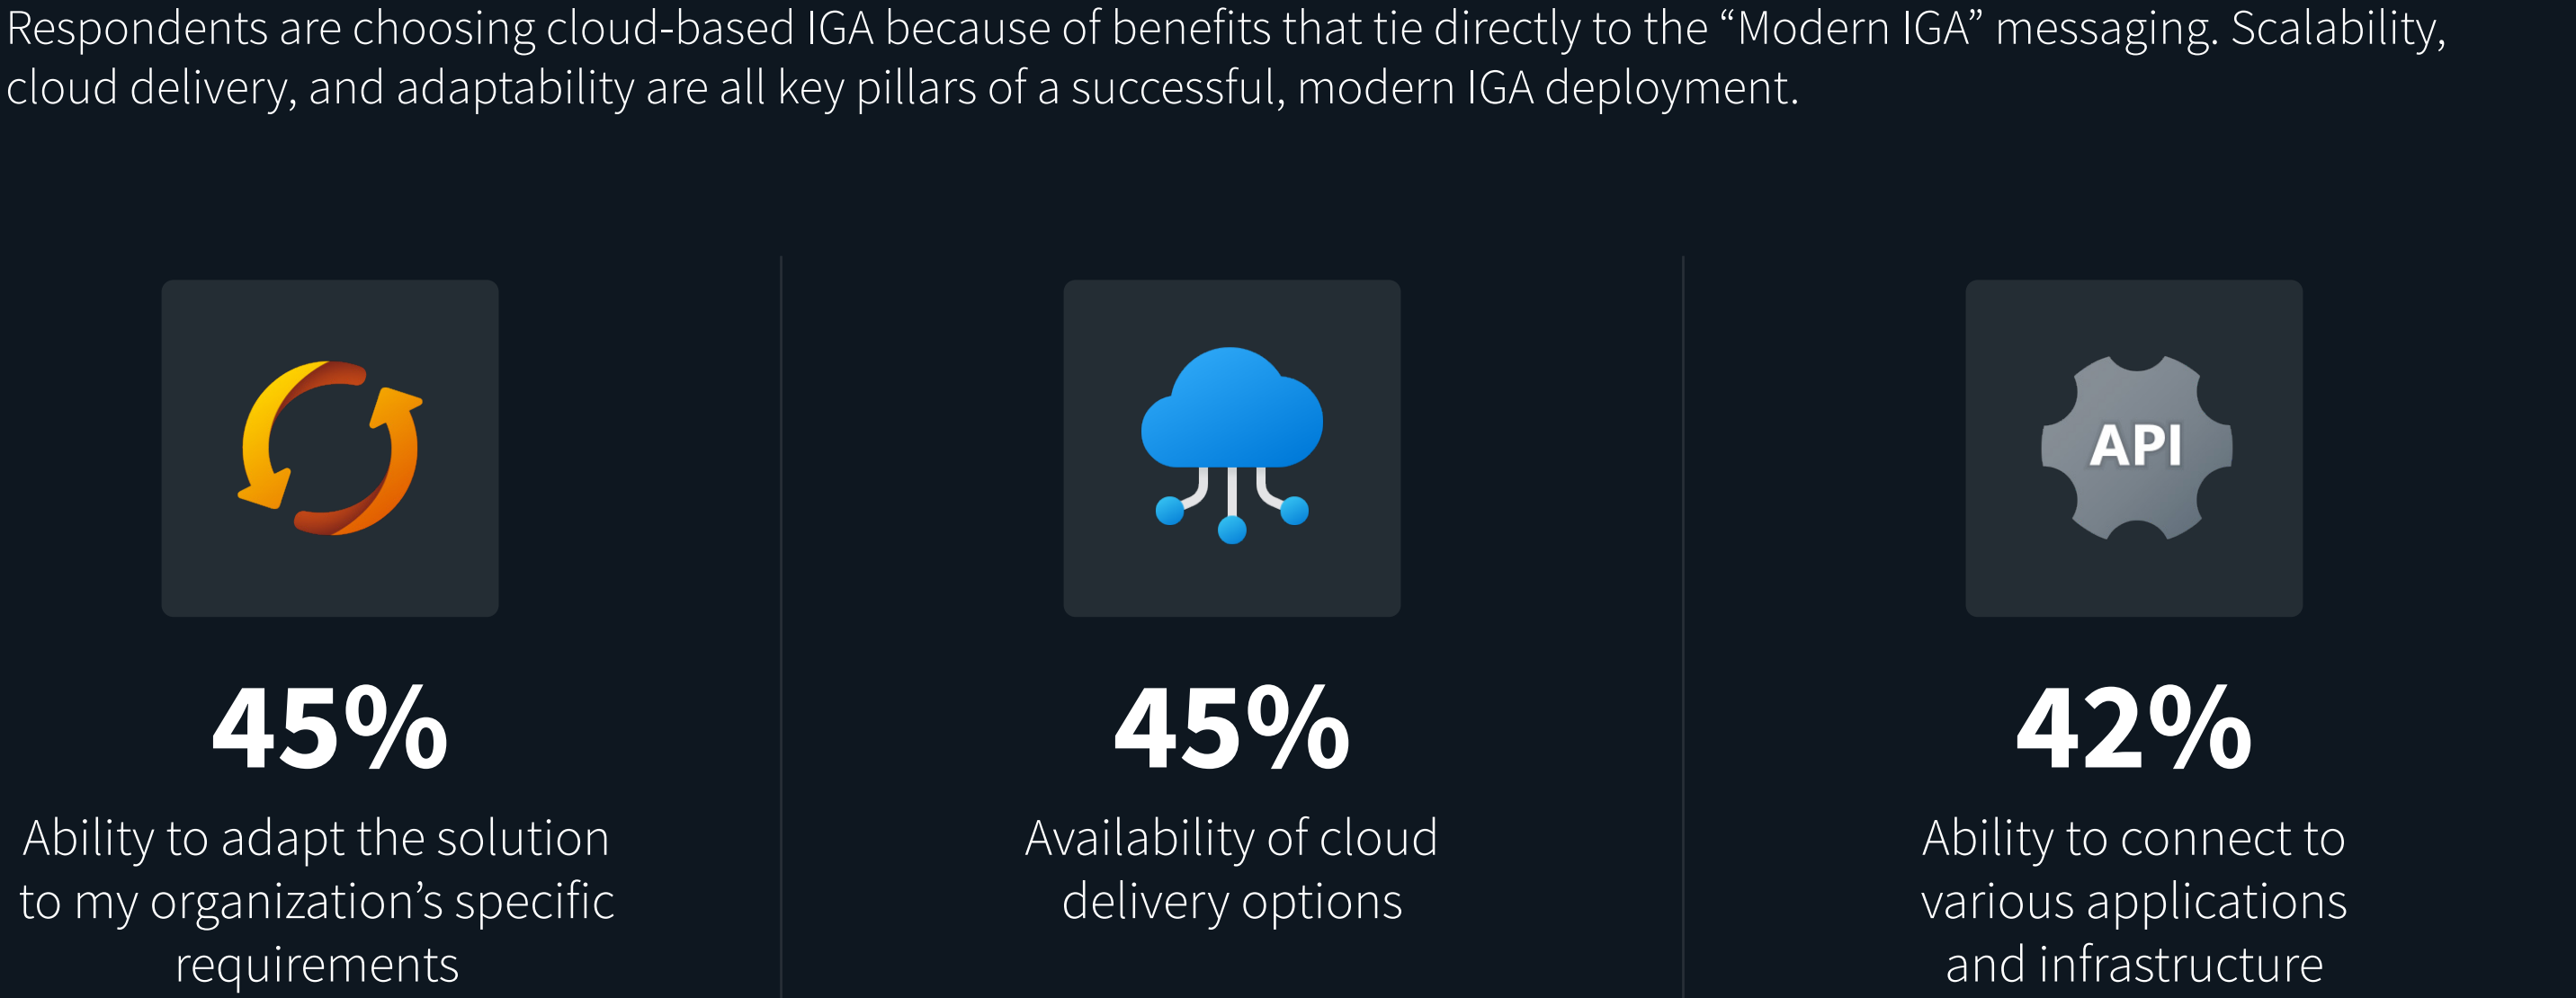 Respondents are choosing cloud-based IGA because of benefits that tie directly to the “Modern IGA” messaging. Scalability,
cloud delivery, and adaptability are all key pillars of a successful, modern IGA deployment.
API
45%
Ability to adapt the solution
to my organization’s specific
requirements
45%
Availability of cloud
delivery options
42%
Ability to connect to
various applications
and infrastructure